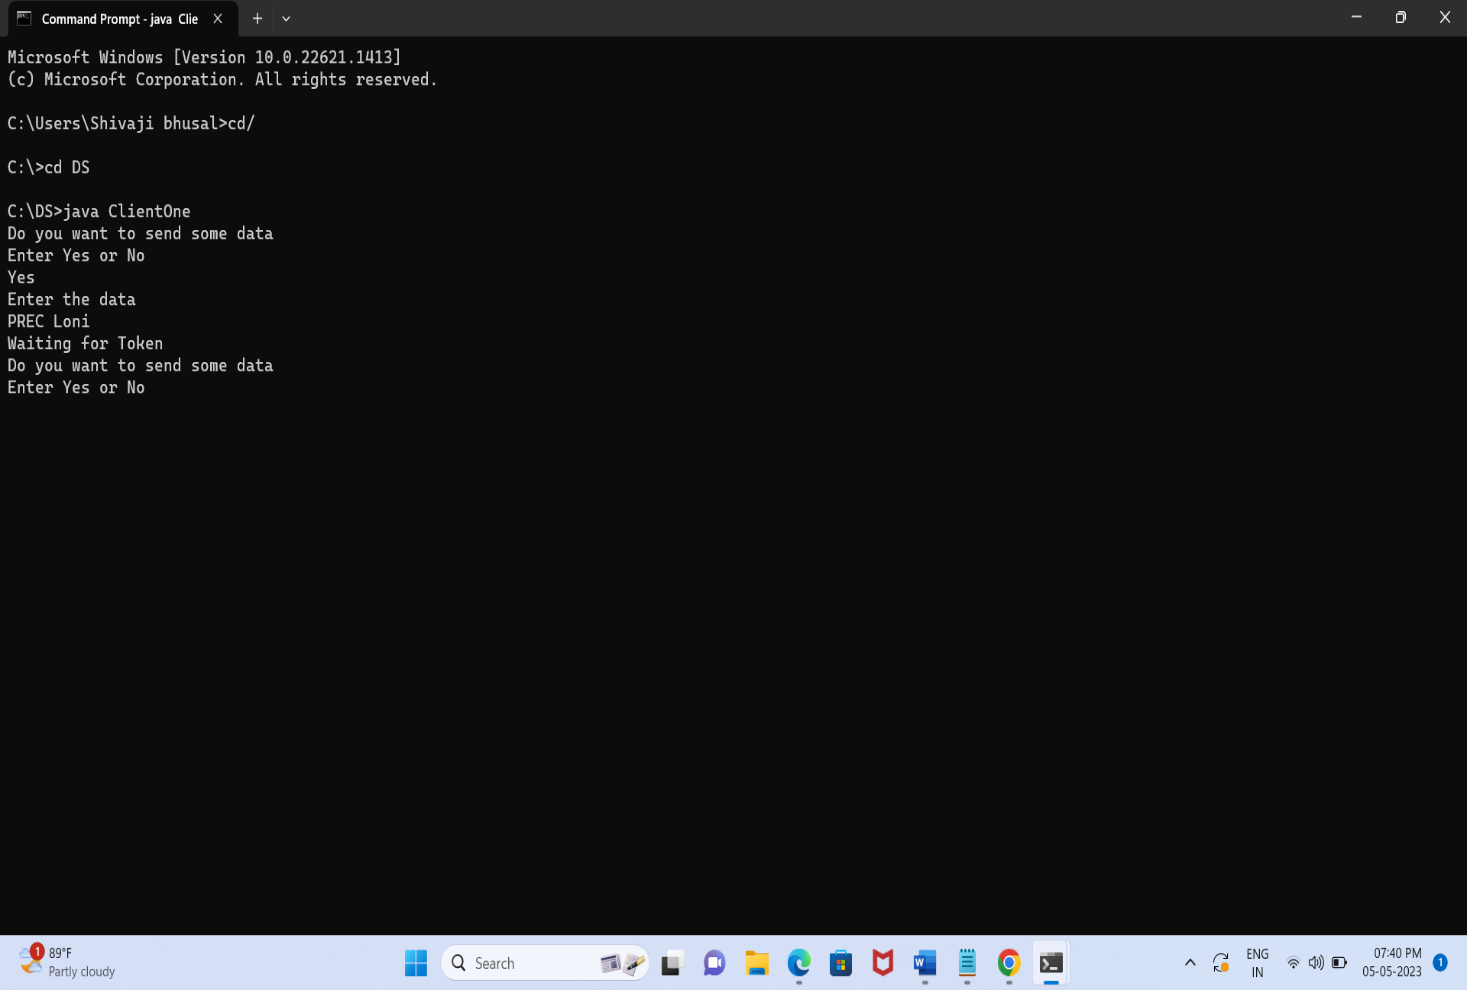 Command Prompt - java  Clie
Microsoft Windows [Version 10.0.22621.1413]
(c) Microsoft Corporation. All rights reserved.
C:\Users\Shivaji bhusal>cd/
C:\>cd DS
C:\DS>java ClientOne
Do you want to send some data
Enter Yes or No
Yes
Enter the data
PREC Loni
Waiting for Token
Do you want to send some data
Enter Yes or No
1
89°F
Partly cloudy
Search
W
ENG
IN
07:40 PM
05-05-2023
1